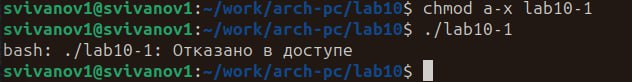 svivanov1@svivanov1:~/work/arch-pc/lab10$ chmod a-x lab10-1
svivanov1@svivanov1:~/work/arch-pc/lab10$ ./lab10-1
bash: ./lab10-1: Отказано в доступе
svivanov1@svivanov1:~/work/arch-pc/lab10$